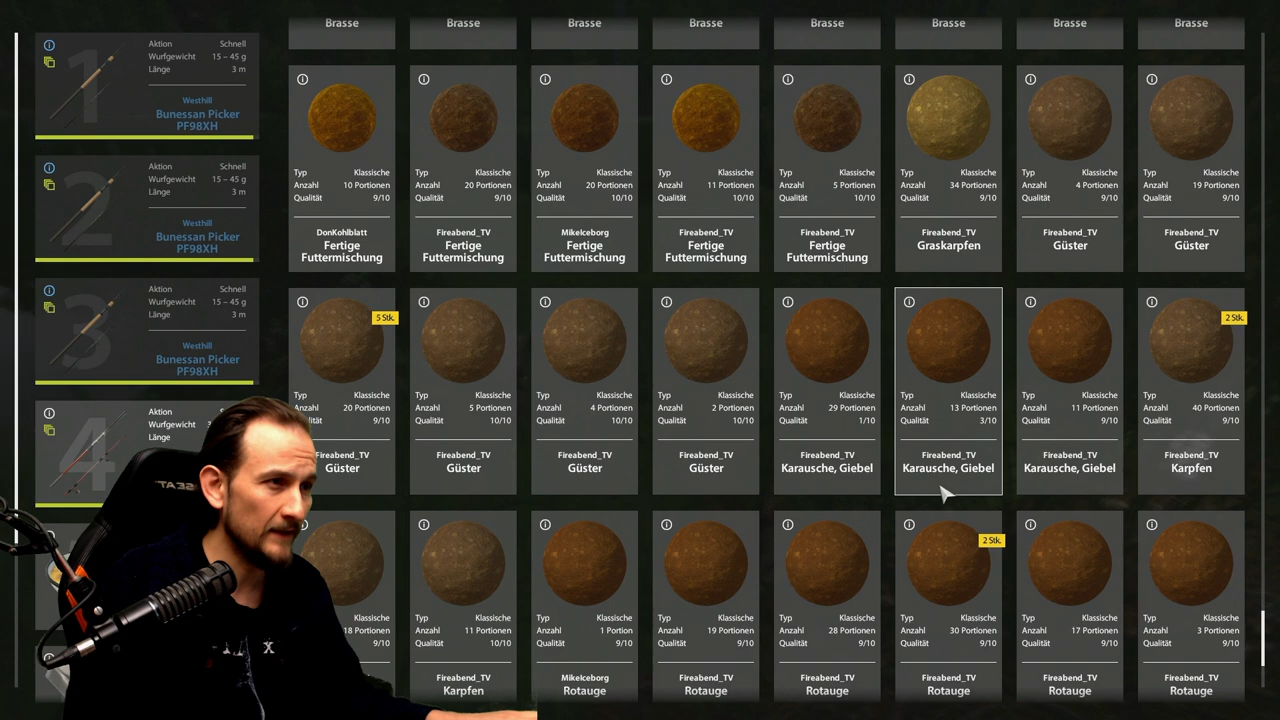 Brasse
Brasse
Brasse
Brasse
Brasse
Brasse
Brasse
Brasse
1
Aktion Schnell
Wurfgewicht 15 – 45 g
Länge 3 m
Westhill
Bunessan Picker
PF98XH
2
Aktion Schnell
Wurfgewicht 15 – 45 g
Länge 3 m
Westhill
Bunessan Picker
PF98XH
3
Aktion Schnell
Wurfgewicht 15 – 45 g
Länge 3 m
Westhill
Bunessan Picker
PF98XH
4
Aktion
Wurfgewicht
Länge
Typ Klassische
Anzahl 10 Portionen
Qualität 9/10
DonKohlblatt
Fertige
Futtermischung
Typ Klassische
Anzahl 20 Portionen
Qualität 9/10
Fireabend_TV
Fertige
Futtermischung
Typ Klassische
Anzahl 20 Portionen
Qualität 10/10
Mikelceborg
Fertige
Futtermischung
Typ Klassische
Anzahl 11 Portionen
Qualität 10/10
Fireabend_TV
Fertige
Futtermischung
Typ Klassische
Anzahl 5 Portionen
Qualität 9/10
Fireabend_TV
Fertige
Futtermischung
Typ Klassische
Anzahl 34 Portionen
Qualität 9/10
Fireabend_TV
Graskarpfen
Typ Klassische
Anzahl 4 Portionen
Qualität 9/10
Fireabend_TV
Güster
Typ Klassische
Anzahl 19 Portionen
Qualität 9/10
Fireabend_TV
Güster
5 Stk.
Typ Klassische
Anzahl 20 Portionen
Qualität 9/10
Fireabend_TV
Güster
Typ Klassische
Anzahl 5 Portionen
Qualität 10/10
Fireabend_TV
Güster
Typ Klassische
Anzahl 4 Portionen
Qualität 10/10
Fireabend_TV
Güster
Typ Klassische
Anzahl 2 Portionen
Qualität 10/10
Fireabend_TV
Güster
Typ Klassische
Anzahl 29 Portionen
Qualität 1/10
Fireabend_TV
Karausche, Giebel
Typ Klassische
Anzahl 13 Portionen
Qualität 3/10
Fireabend_TV
Karausche, Giebel
Typ Klassische
Anzahl 11 Portionen
Qualität 9/10
Fireabend_TV
Karausche, Giebel
2 Stk.
Typ Klassische
Anzahl 40 Portionen
Qualität 9/10
Fireabend_TV
Karpfen
Klassische
18 Portionen
9/10
Typ Klassische
Anzahl 11 Portionen
Qualität 10/10
Fireabend_TV
Karpfen
Typ Klassische
Anzahl 1 Portion
Qualität 9/10
Mikelceborg
Rotauge
Typ Klassische
Anzahl 19 Portionen
Qualität 9/10
Fireabend_TV
Rotauge
Typ Klassische
Anzahl 28 Portionen
Qualität 9/10
Fireabend_TV
Rotauge
2 Stk.
Typ Klassische
Anzahl 30 Portionen
Qualität 9/10
Fireabend_TV
Rotauge
Typ Klassische
Anzahl 17 Portionen
Qualität 9/10
Fireabend_TV
Rotauge
Typ Klassische
Anzahl 3 Portionen
Qualität 9/10
Fireabend_TV
Rotauge